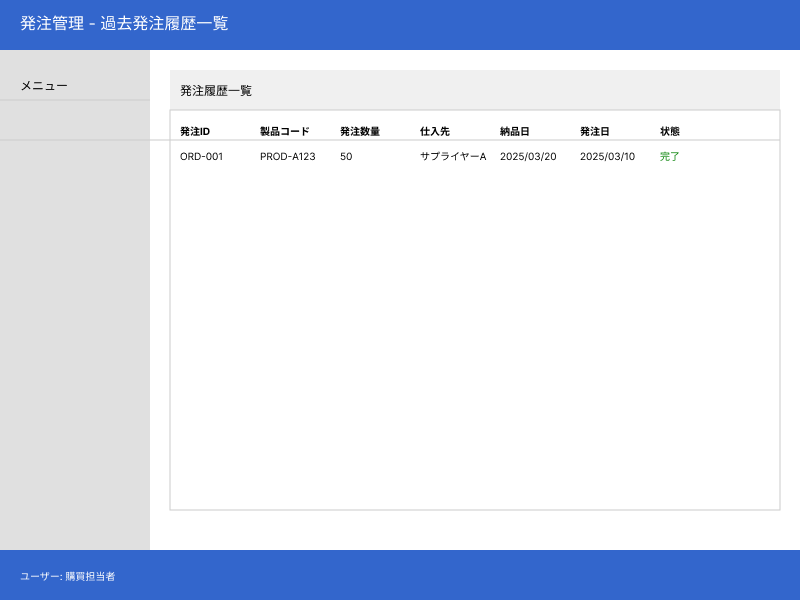 発注管理 - 過去発注履歴一覧
メニュー
発注履歴一覧
発注ID 製品コード 発注数量 仕入先 納品日 発注日 状態
ORD-001 PROD-A123 50 サプライヤーA 2025/03/20 2025/03/10 完了
ユーザー: 購買担当者